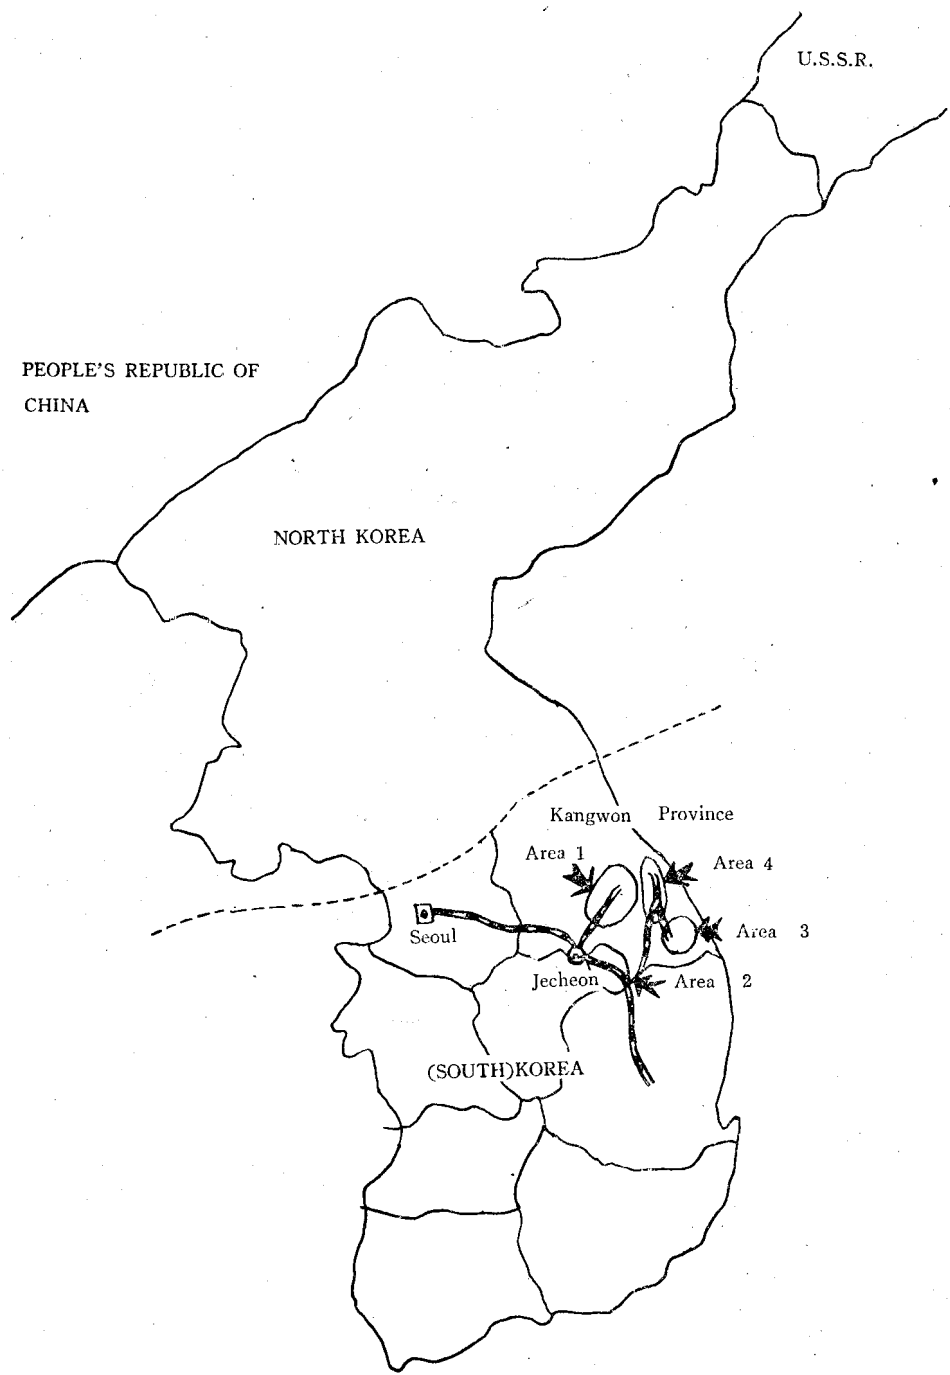 U.S.S.R.
PEOPLE'S REPUBLIC OF
CHINA
NORTH KOREA
Kangwon Province
Area 1
Area 4
Seoul
Area 3
Jecheon
Area 2
(SOUTH)KOREA